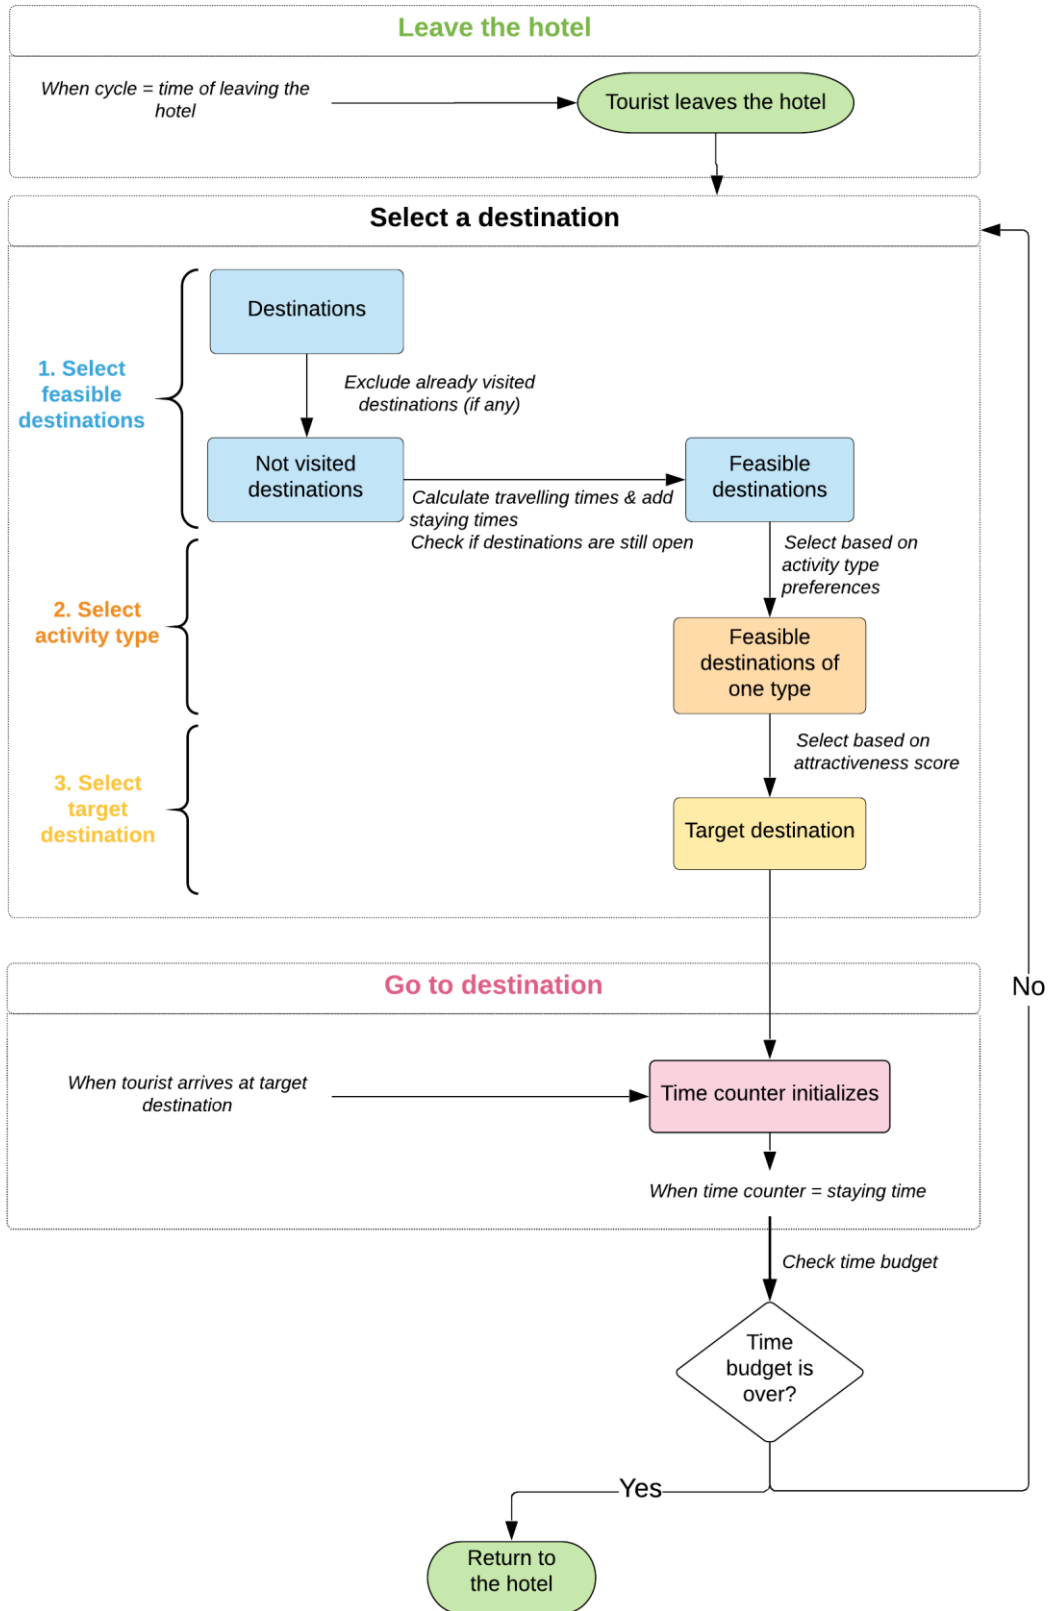 Leave the hotel
When cycle = time of leaving the
hotel
Tourist leaves the hotel
Select a destination
Destinations
1. Select
feasible
destinations
Exclude already visited
destinations (if any)
Not visited
destinations
Calculate travelling times & add
staying times
Check if destinations are still open
Feasible
destinations
Select based on
activity type
preferences
2. Select
activity type
Feasible
destinations of
one type
Select based on
attractiveness score
3. Select
target
destination
Target destination
Go to destination
No
When tourist arrives at target
destination
Time counter initializes
When time counter = staying time
Check time budget
Time
budget is
over?
Yes
Return to
the hotel